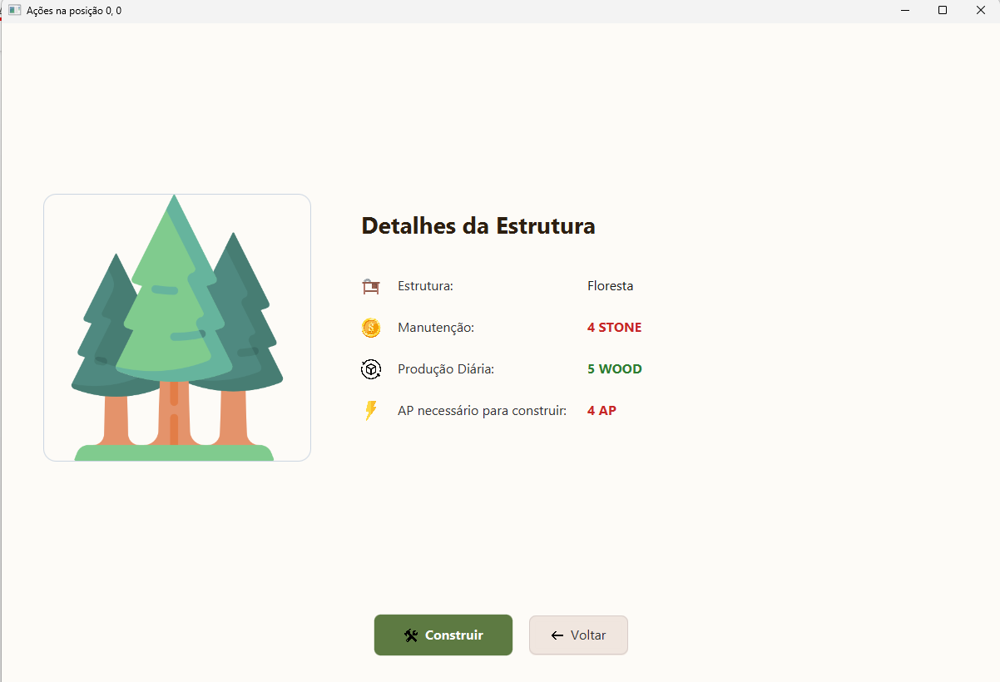 Ações na posição 0, 0
Detalhes da Estrutura
Estrutura: Floresta
Manutenção: 4 STONE
Produção Diária: 5 WOOD
AP necessário para construir: 4 AP
Construir
Voltar